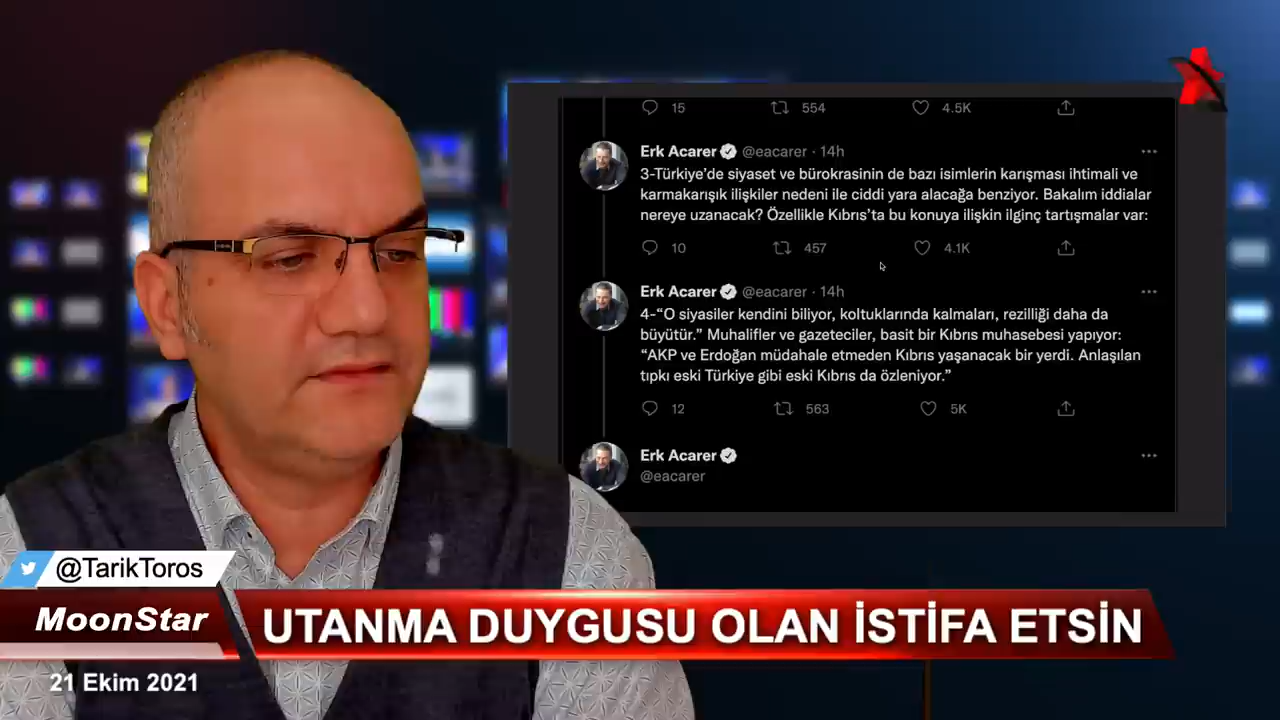 15 554 4.5K
Erk Acarer @eacarer · 14h
3-Türkiye'de siyaset ve bürokrasinin de bazı isimlerin karışması ihtimali ve
karmakarışık ilişkiler nedeni ile ciddi yara alacağa benziyor. Bakalım iddialar
nereye uzanacak? Özellikle Kıbrıs'ta bu konuya ilişkin ilginç tartışmalar var:
10 457 4.1K
Erk Acarer @eacarer · 14h
4-“O siyasiler kendini biliyor, koltuklarında kalmaları, rezilliği daha da
büyütür.” Muhalifler ve gazeteciler, basit bir Kıbrıs muhasebesi yapıyor:
“AKP ve Erdoğan müdahale etmeden Kıbrıs yaşanacak bir yerdi. Anlaşılan
tıpkı eski Türkiye gibi eski Kıbrıs da özleniyor.”
12 563 5K
Erk Acarer
@eacarer
@TarikToros
MoonStar
UTANMA DUYGUSU OLAN İSTİFA ETSİN
21 Ekim 2021